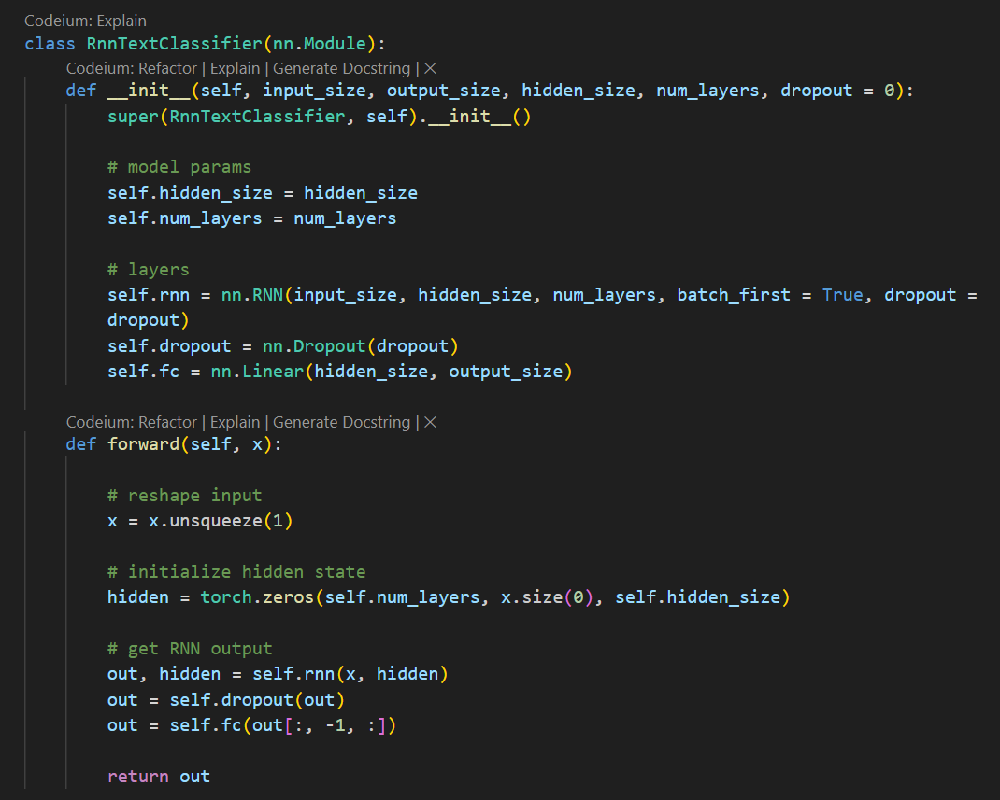 Codeium: Explain
class RnnTextClassifier(nn.Module):
Codeium: Refactor | Explain | Generate Docstring | ×
def __init__(self, input_size, output_size, hidden_size, num_layers, dropout = 0):
super(RnnTextClassifier, self).__init__()
# model params
self.hidden_size = hidden_size
self.num_layers = num_layers
# layers
self.rnn = nn.RNN(input_size, hidden_size, num_layers, batch_first = True, dropout =
dropout)
self.dropout = nn.Dropout(dropout)
self.fc = nn.Linear(hidden_size, output_size)
Codeium: Refactor | Explain | Generate Docstring | ×
def forward(self, x):
# reshape input
x = x.unsqueeze(1)
# initialize hidden state
hidden = torch.zeros(self.num_layers, x.size(0), self.hidden_size)
# get RNN output
out, hidden = self.rnn(x, hidden)
out = self.dropout(out)
out = self.fc(out[:, -1, :])
return out